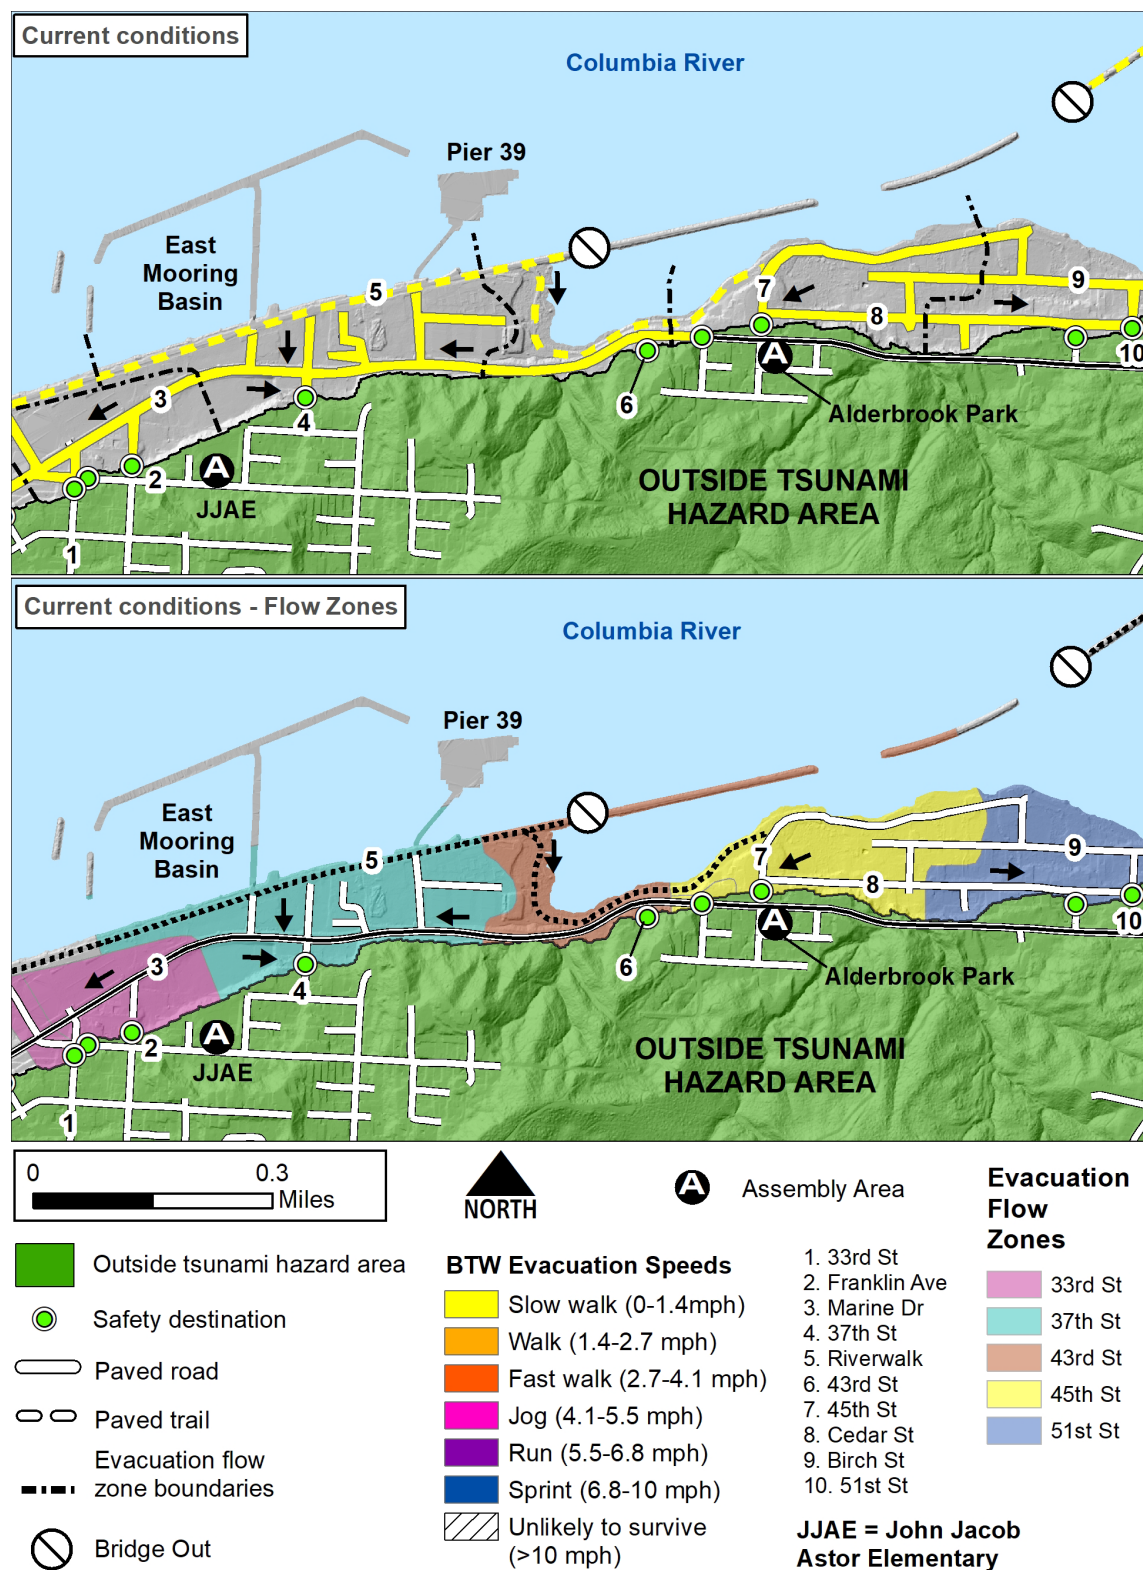 Current conditions
Columbia River
Pier 39
East
Mooring
Basin
5
7
9
8
3
6
10
4
2
1
A
Alderbrook Park
A
JJAE
OUTSIDE TSUNAMI
HAZARD AREA
Current conditions - Flow Zones
Columbia River
Pier 39
East
Mooring
Basin
5
7
9
8
3
6
10
4
2
1
A
Alderbrook Park
A
JJAE
OUTSIDE TSUNAMI
HAZARD AREA
0 0.3
Miles
NORTH
A Assembly Area
Outside tsunami hazard area
Safety destination
Paved road
Paved trail
Evacuation flow
zone boundaries
Bridge Out
BTW Evacuation Speeds
Slow walk (0-1.4mph)
Walk (1.4-2.7 mph)
Fast walk (2.7-4.1 mph)
Jog (4.1-5.5 mph)
Run (5.5-6.8 mph)
Sprint (6.8-10 mph)
Unlikely to survive
(>10 mph)
1. 33rd St
2. Franklin Ave
3. Marine Dr
4. 37th St
5. Riverwalk
6. 43rd St
7. 45th St
8. Cedar St
9. Birch St
10. 51st St
JJAE = John Jacob
Astor Elementary
Evacuation
Flow
Zones
33rd St
37th St
43rd St
45th St
51st St